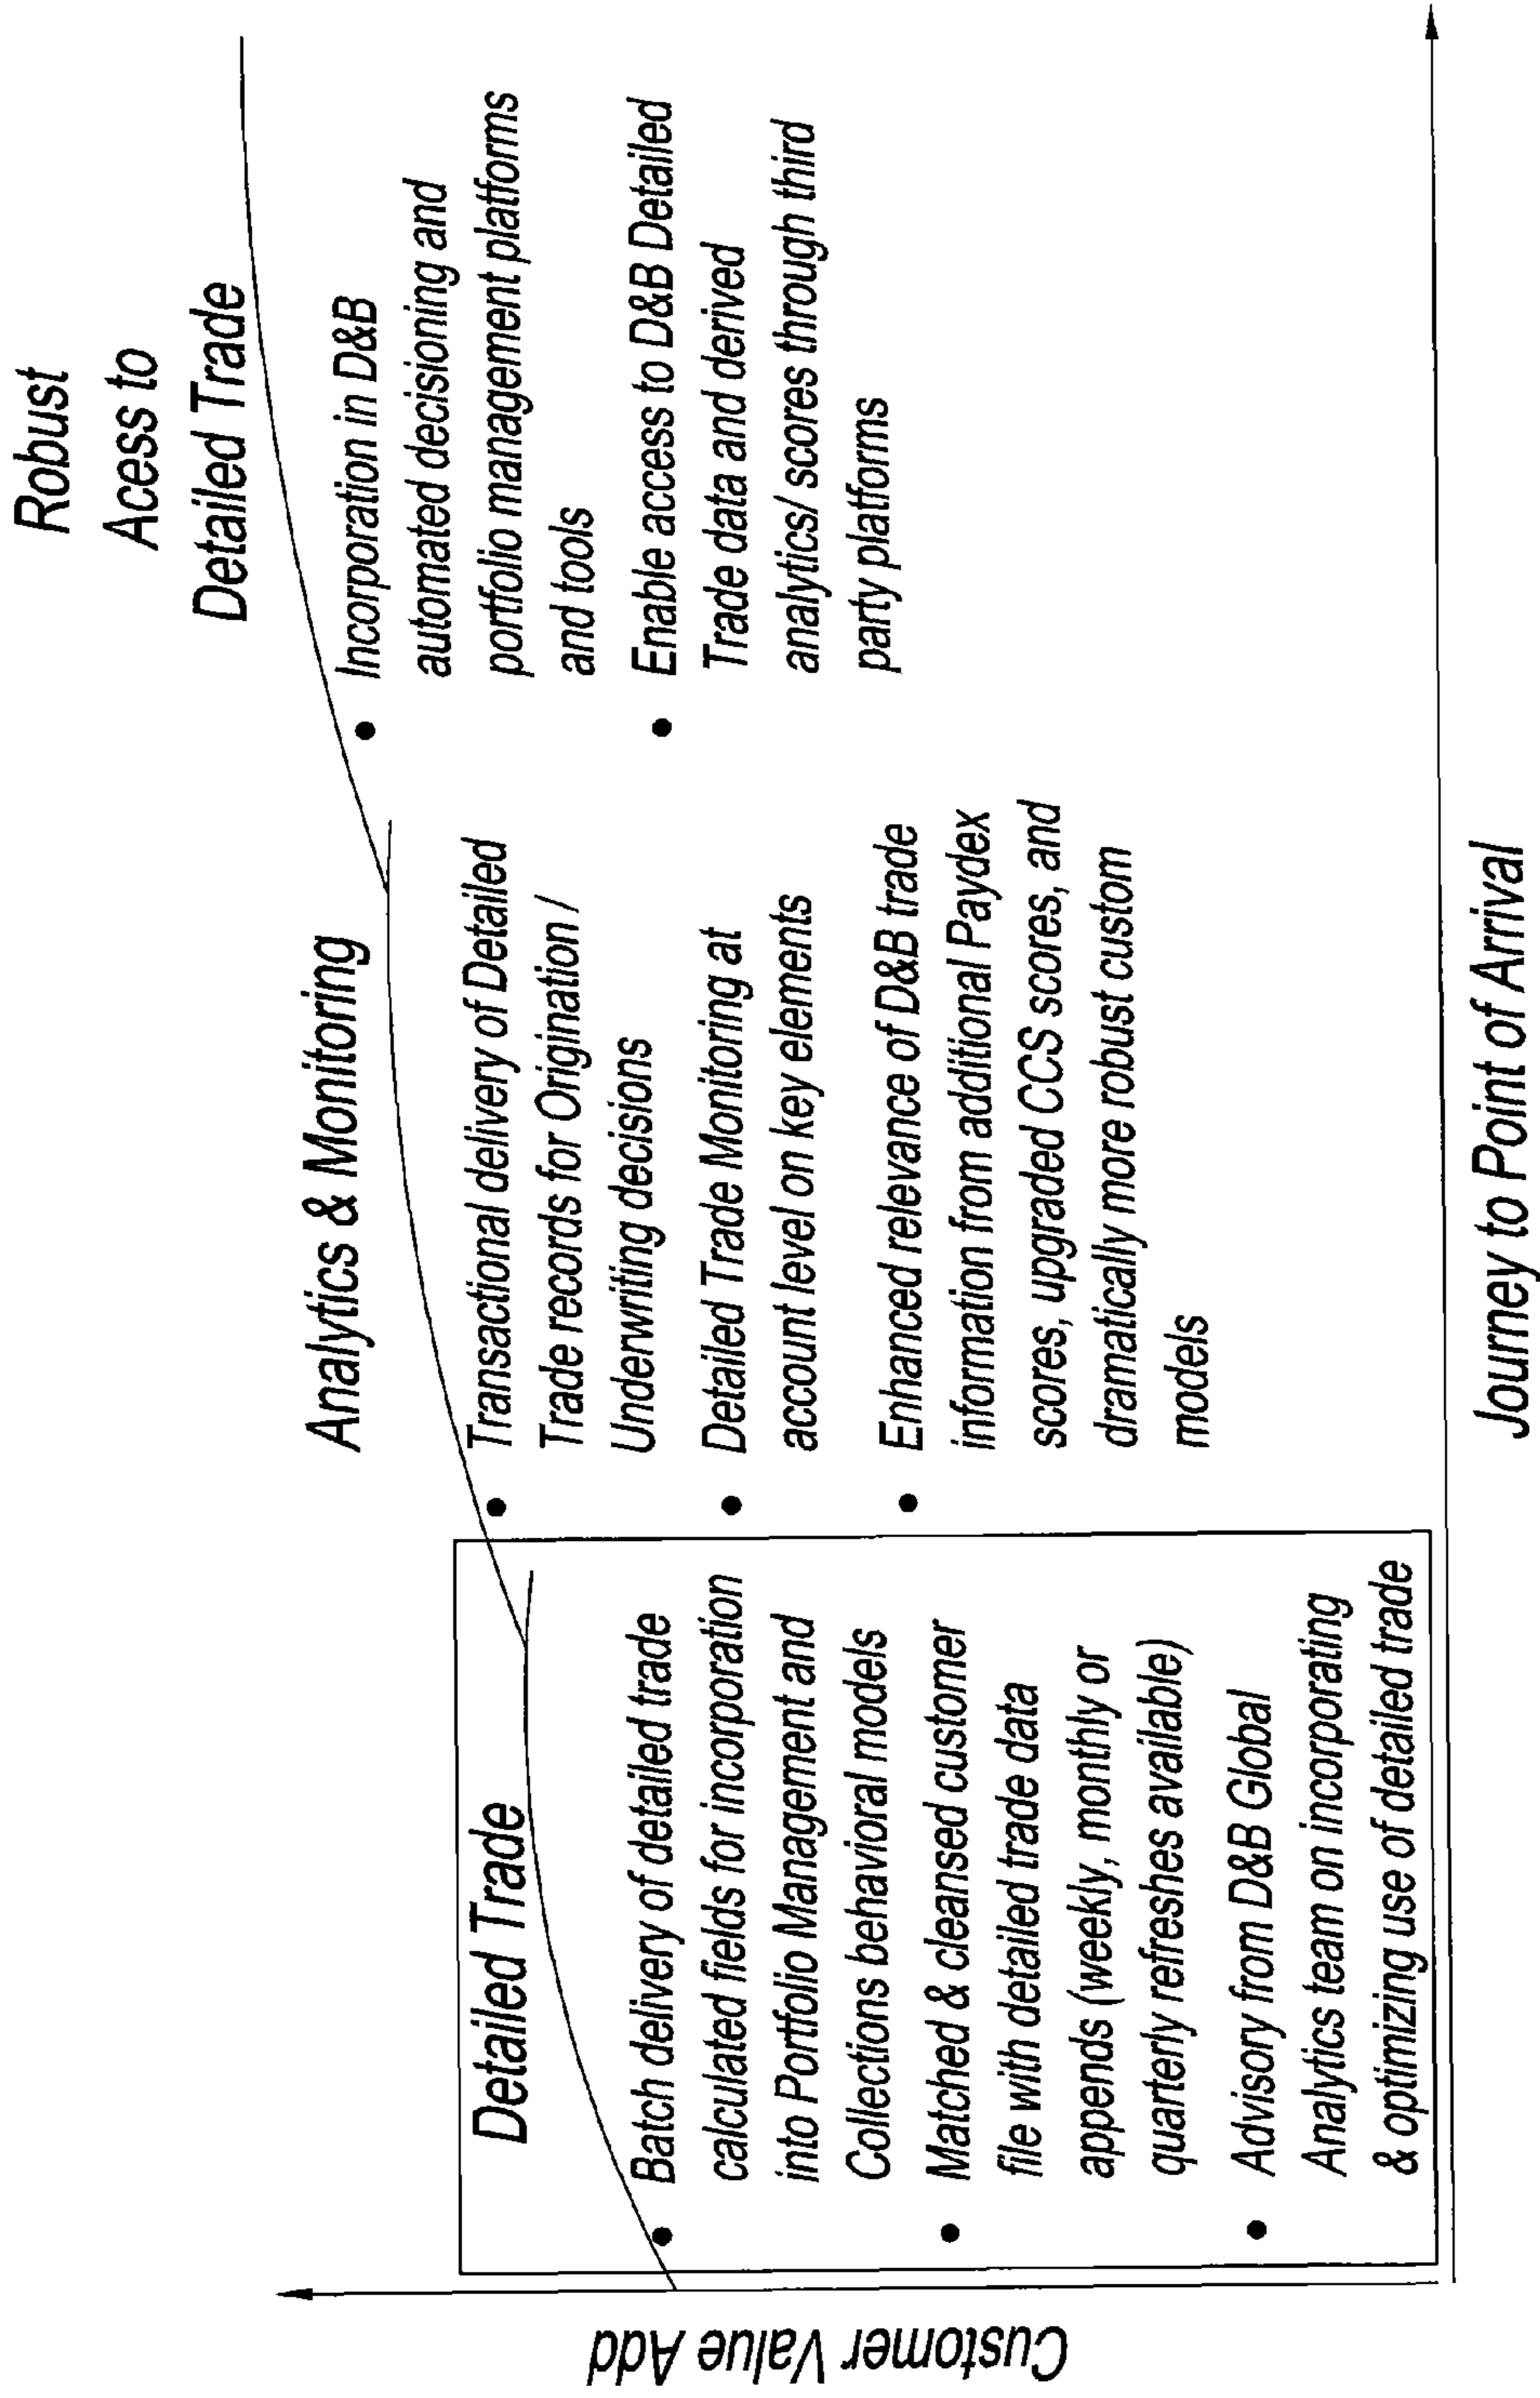 Customer Value Add
Detailed Trade
• Batch delivery of detailed trade
calculated fields for incorporation
into Portfolio Management and
Collections behavioral models
• Matched & cleansed customer
file with detailed trade data
appends (weekly, monthly or
quarterly refreshes available)
• Advisory from D&B Global
Analytics team on incorporating
& optimizing use of detailed trade
Analytics & Monitoring
• Transactional delivery of Detailed
Trade records for Origination /
Underwriting decisions
• Detailed Trade Monitoring at
account level on key elements
• Enhanced relevance of D&B trade
information from additional Paydex
scores, upgraded CCS scores, and
dramatically more robust custom
models
Robust
Acess to
Detailed Trade
• Incorporation in D&B
automated decisioning and
portfolio management platforms
and tools
• Enable access to D&B Detailed
Trade data and derived
analytics/ scores through third
party platforms
Journey to Point of Arrival